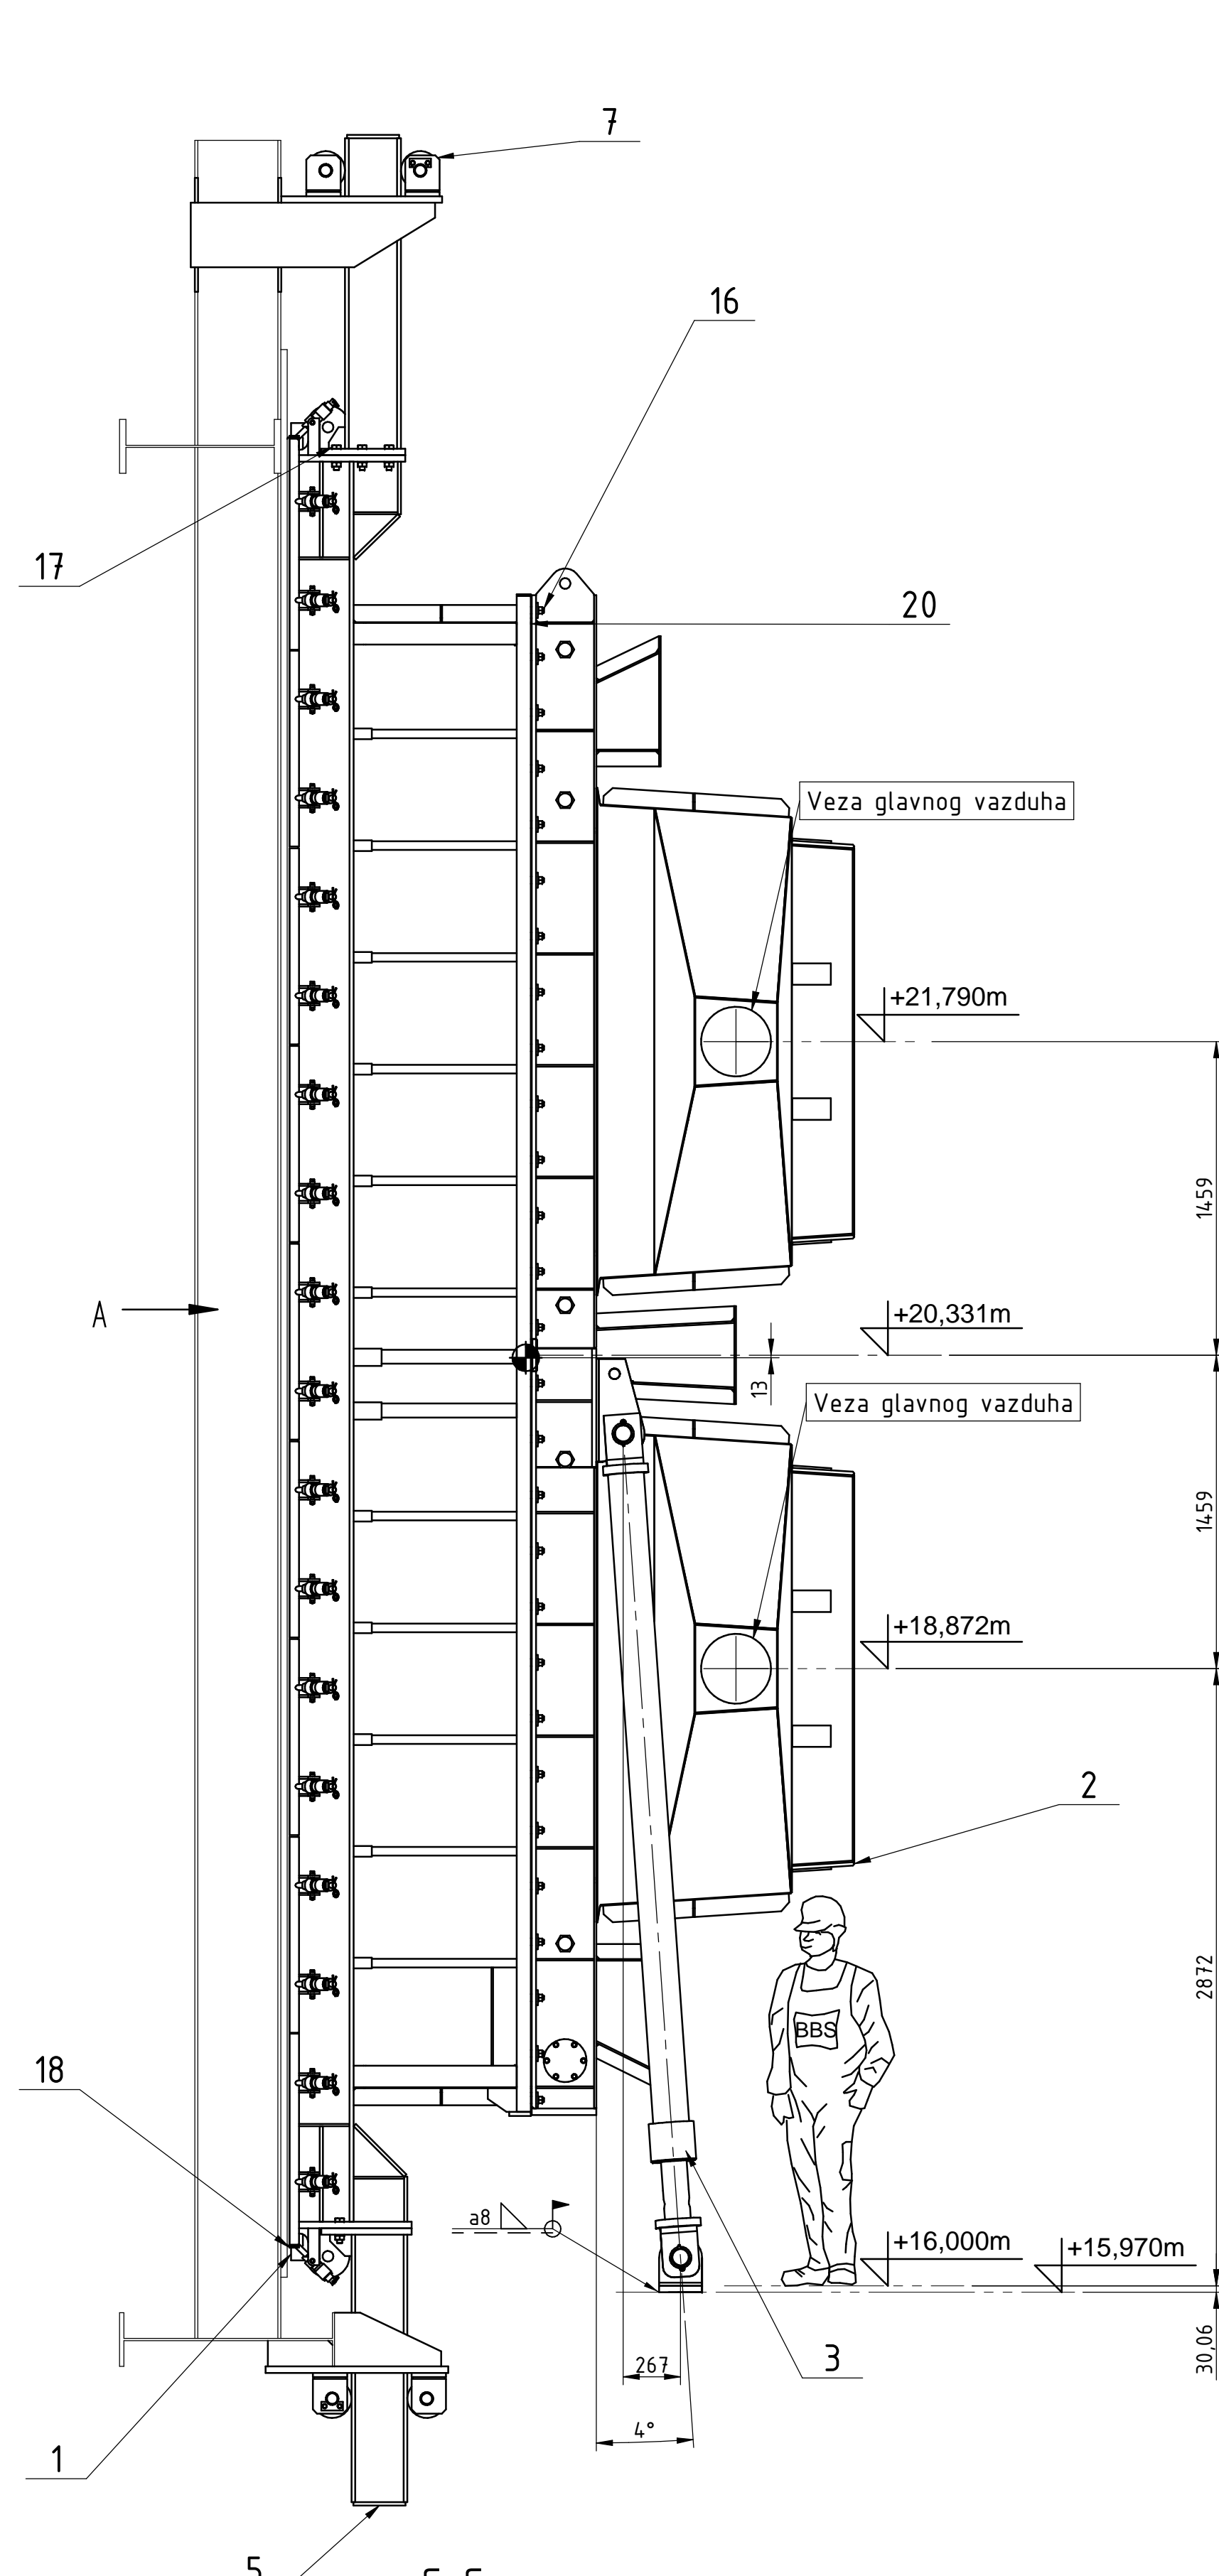 7
16
17
20
Veza glavnog vazduha
+21,790m
1459
A
+20,331m
13
Veza glavnog vazduha
1459
+18,872m
2
2872
BBS
18
a8
+16,000m
+15,970m
30,06
3
267
4°
1
5